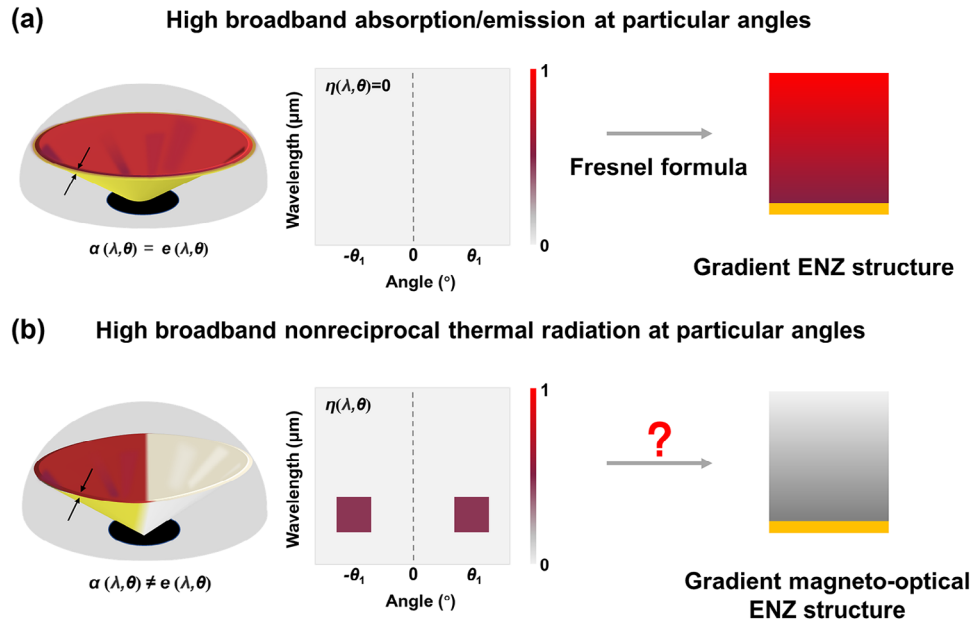 (a) High broadband absorption/emission at particular angles
α (λ,θ) = e (λ,θ)
η(λ,θ)=0
Wavelength (μm)
-θ₁ 0 θ₁
Angle (°)
1
0
Fresnel formula
Gradient ENZ structure
(b) High broadband nonreciprocal thermal radiation at particular angles
α (λ,θ) ≠ e (λ,θ)
η(λ,θ)
Wavelength (μm)
-θ₁ 0 θ₁
Angle (°)
1
0
?
Gradient magneto-optical
ENZ structure